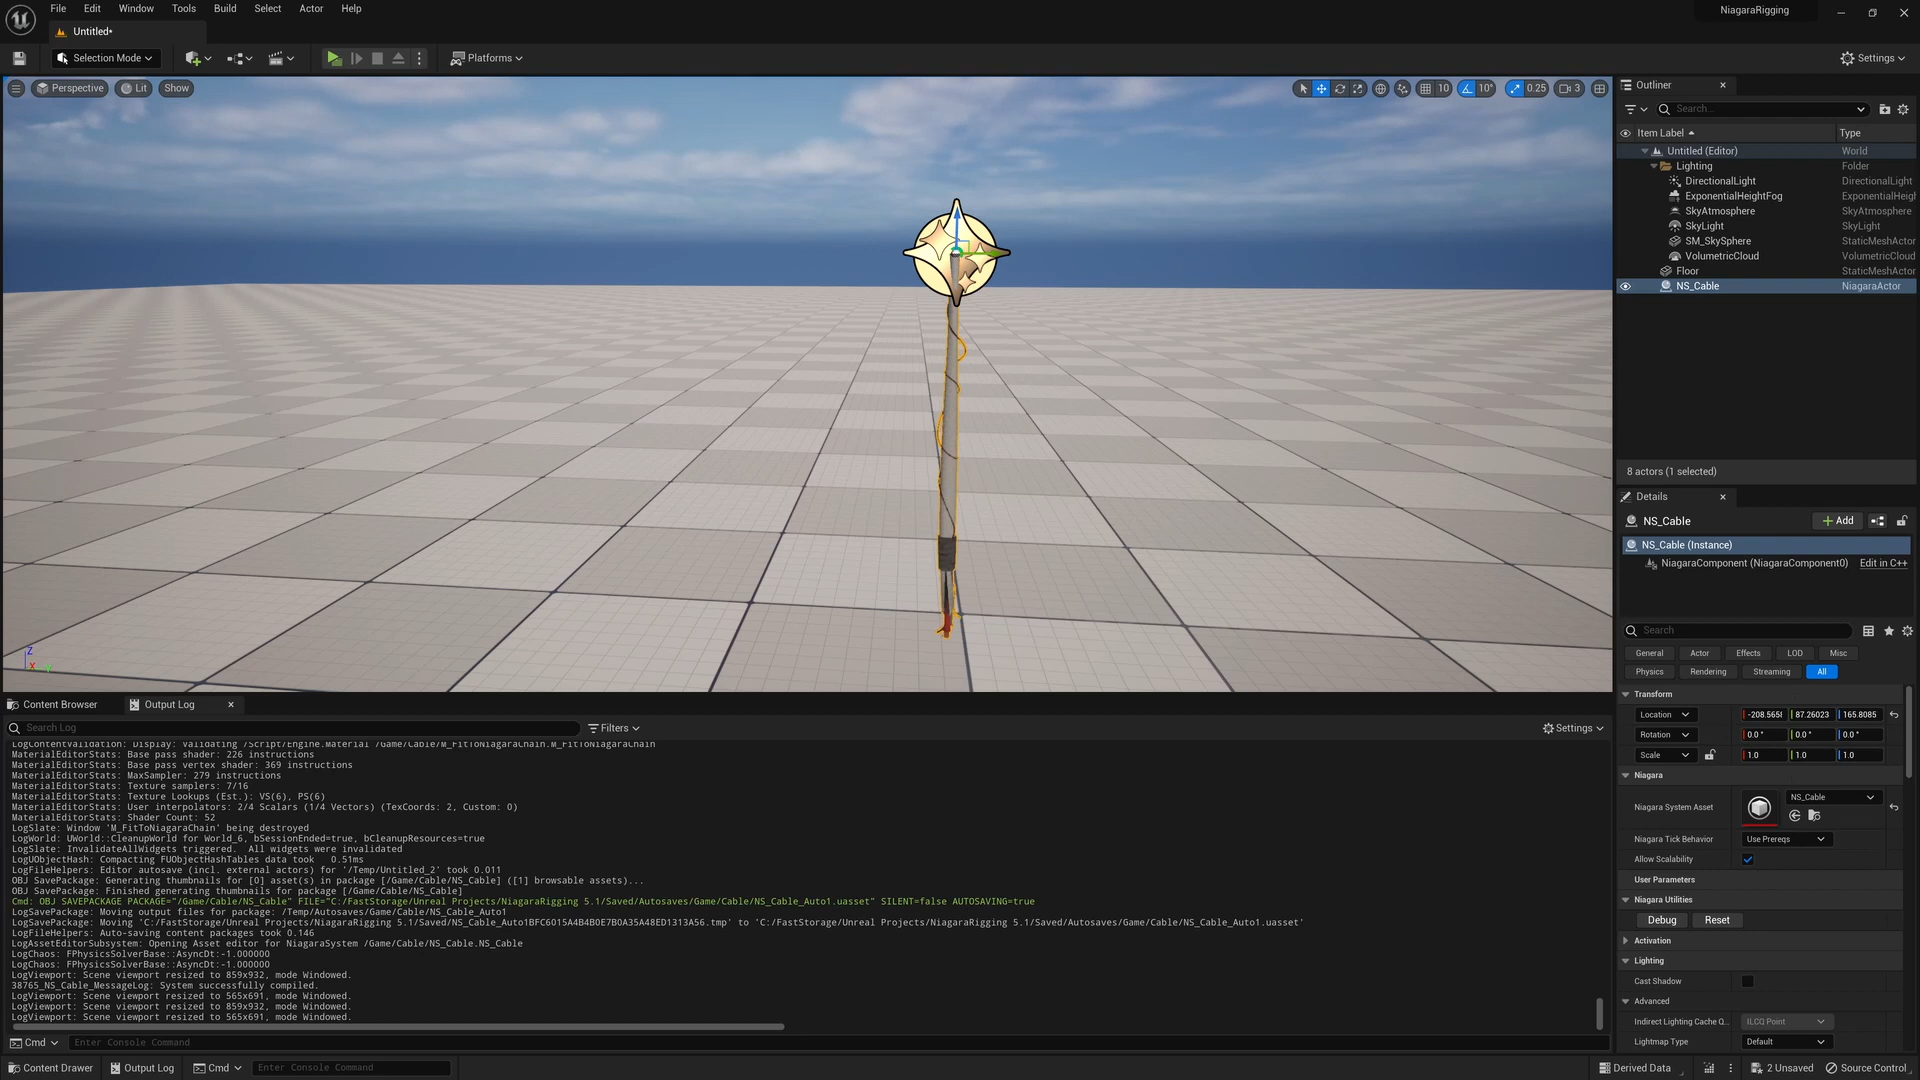 File Edit Window Tools Build Select Actor Help
NiagaraRigging
Untitled*
Selection Mode
Platforms
Settings
Perspective Lit Show
10 10° 0.25 3
Outliner
Search...
Item Label Type
Untitled (Editor) World
Lighting Folder
DirectionalLight DirectionalLight
ExponentialHeightFog ExponentialHeigh
SkyAtmosphere SkyAtmosphere
SkyLight SkyLight
SM_SkySphere StaticMeshActor
VolumetricCloud VolumetricCloud
Floor StaticMeshActor
NS_Cable NiagaraActor
8 actors (1 selected)
Details
NS_Cable
Add
NS_Cable (Instance)
NiagaraComponent (NiagaraComponent0) Edit in C++
Search
General Actor Effects LOD Misc
Physics Rendering Streaming All
Transform
Location -208.565 87.26023 165.8085
Rotation 0.0 ° 0.0 ° 0.0 °
Scale 1.0 1.0 1.0
Niagara
Niagara System Asset NS_Cable
Niagara Tick Behavior Use Prereqs
Allow Scalability
User Parameters
Niagara Utilities
Debug Reset
Activation
Lighting
Cast Shadow
Advanced
Indirect Lighting Cache Q... ILCQ Point
Lightmap Type Default
Z
X Y
Content Browser Output Log
Search Log
Filters
Settings
LogContentValidation: Display: Validating /Script/Engine.Material /Game/Cable/M_FitToNiagaraChain.M_FitToNiagaraChain
MaterialEditorStats: Base pass shader: 226 instructions
MaterialEditorStats: Base pass vertex shader: 369 instructions
MaterialEditorStats: MaxSampler: 279 instructions
MaterialEditorStats: Texture samplers: 7/16
MaterialEditorStats: Texture Lookups (Est.): VS(6), PS(6)
MaterialEditorStats: User interpolators: 2/4 Scalars (1/4 Vectors) (TexCoords: 2, Custom: 0)
MaterialEditorStats: Shader Count: 52
LogSlate: Window 'M_FitToNiagaraChain' being destroyed
LogWorld: UWorld::CleanupWorld for World_6, bSessionEnded=true, bCleanupResources=true
LogSlate: InvalidateAllWidgets triggered.  All widgets were invalidated
LogUObjectHash: Compacting FUObjectHashTables data took   0.51ms
LogFileHelpers: Editor autosave (incl. external actors) for '/Temp/Untitled_2' took 0.011
OBJ SavePackage: Generating thumbnails for [0] asset(s) in package [/Game/Cable/NS_Cable] ([1] browsable assets)...
OBJ SavePackage: Finished generating thumbnails for package [/Game/Cable/NS_Cable]
Cmd: OBJ SAVEPACKAGE PACKAGE="/Game/Cable/NS_Cable" FILE="C:/FastStorage/Unreal Projects/NiagaraRigging 5.1/Saved/Autosaves/Game/Cable/NS_Cable_Auto1.uasset" SILENT=false AUTOSAVING=true
LogSavePackage: Moving output files for package: /Temp/Autosaves/Game/Cable/NS_Cable_Auto1
LogSavePackage: Moving 'C:/FastStorage/Unreal Projects/NiagaraRigging 5.1/Saved/NS_Cable_Auto1BFC6015A4B4B0E7B0A35A48ED1313A56.tmp' to 'C:/FastStorage/Unreal Projects/NiagaraRigging 5.1/Saved/Autosaves/Game/Cable/NS_Cable_Auto1.uasset'
LogFileHelpers: Auto-saving content packages took 0.146
LogAssetEditorSubsystem: Opening Asset editor for NiagaraSystem /Game/Cable/NS_Cable.NS_Cable
LogChaos: FPhysicsSolverBase::AsyncDt:-1.000000
LogChaos: FPhysicsSolverBase::AsyncDt:-1.000000
LogViewport: Scene viewport resized to 859x932, mode Windowed.
38765_NS_Cable_MessageLog: System successfully compiled.
LogViewport: Scene viewport resized to 565x691, mode Windowed.
LogViewport: Scene viewport resized to 859x932, mode Windowed.
LogViewport: Scene viewport resized to 565x691, mode Windowed.
Cmd Enter Console Command
Content Drawer Output Log Cmd Enter Console Command
Derived Data 2 Unsaved Source Control